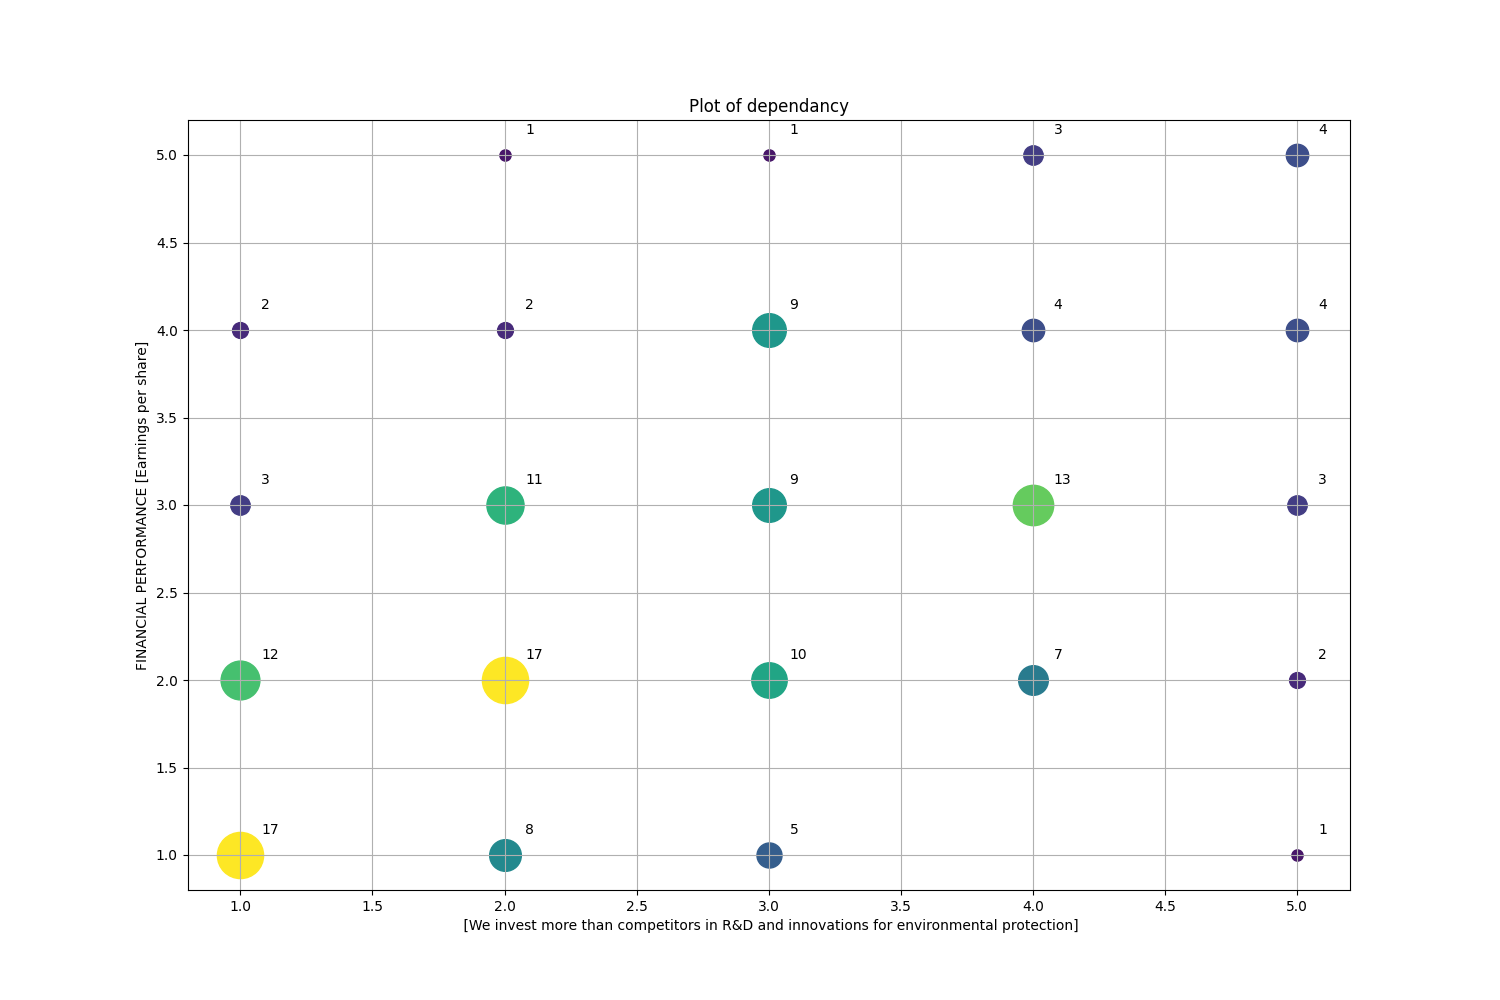 Plot of dependancy
1 1 3 4
5.0
4.5
2 2 9 4 4
4.0
3.5
3 11 9 13 3
3.0
2.5
12 17 10 7 2
2.0
1.5
17 8 5 1
1.0
FINANCIAL PERFORMANCE [Earnings per share]
1.0 1.5 2.0 2.5 3.0 3.5 4.0 4.5 5.0
[We invest more than competitors in R&D and innovations for environmental protection]